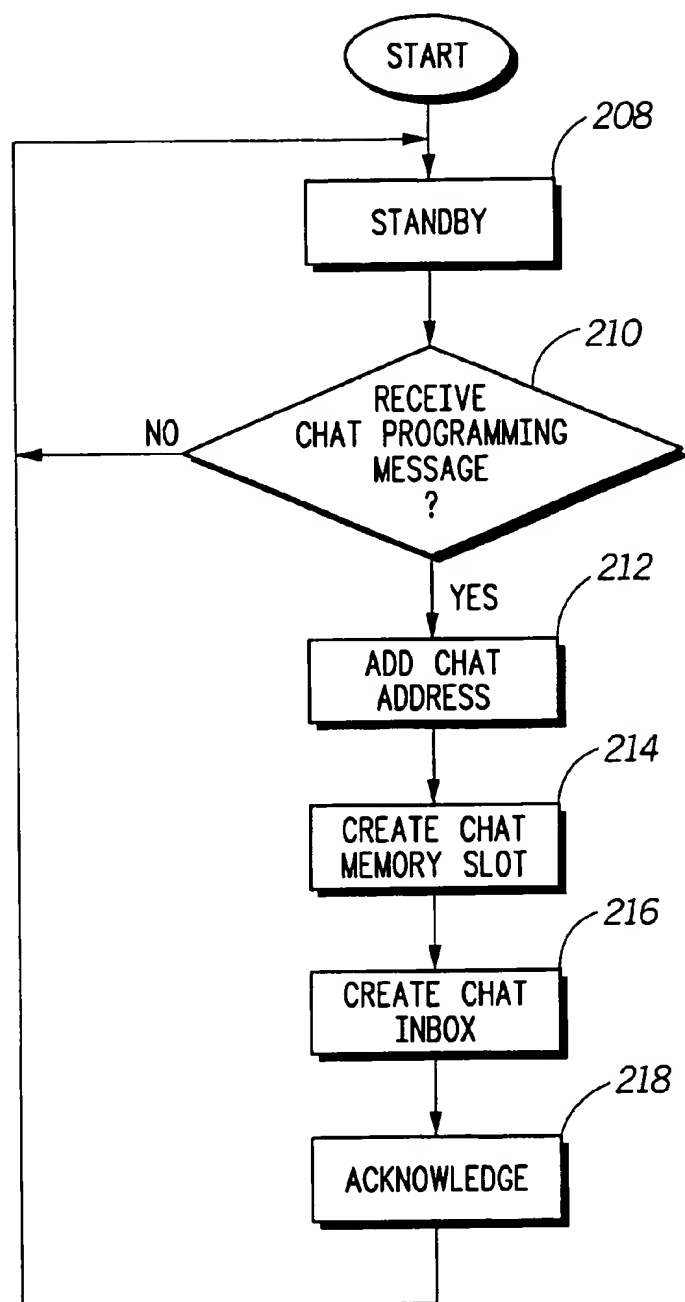 START
208
STANDBY
210
RECEIVE
CHAT PROGRAMMING
MESSAGE
?
NO
YES
212
ADD CHAT
ADDRESS
214
CREATE CHAT
MEMORY SLOT
216
CREATE CHAT
INBOX
218
ACKNOWLEDGE